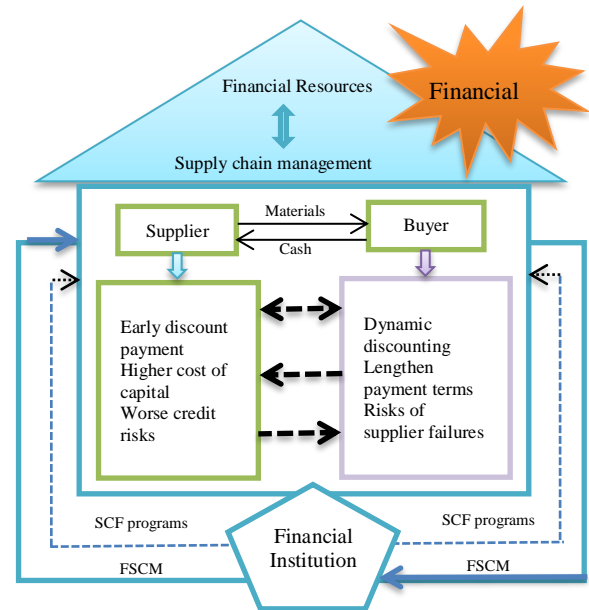 Financial Resources
Financial
Supply chain management
Materials
Supplier
Buyer
Cash
Early discount
payment
Higher cost of
capital
Worse credit
risks
Dynamic
discounting
Lengthen
payment terms
Risks of
supplier failures
SCF programs
SCF programs
Financial
Institution
FSCM
FSCM